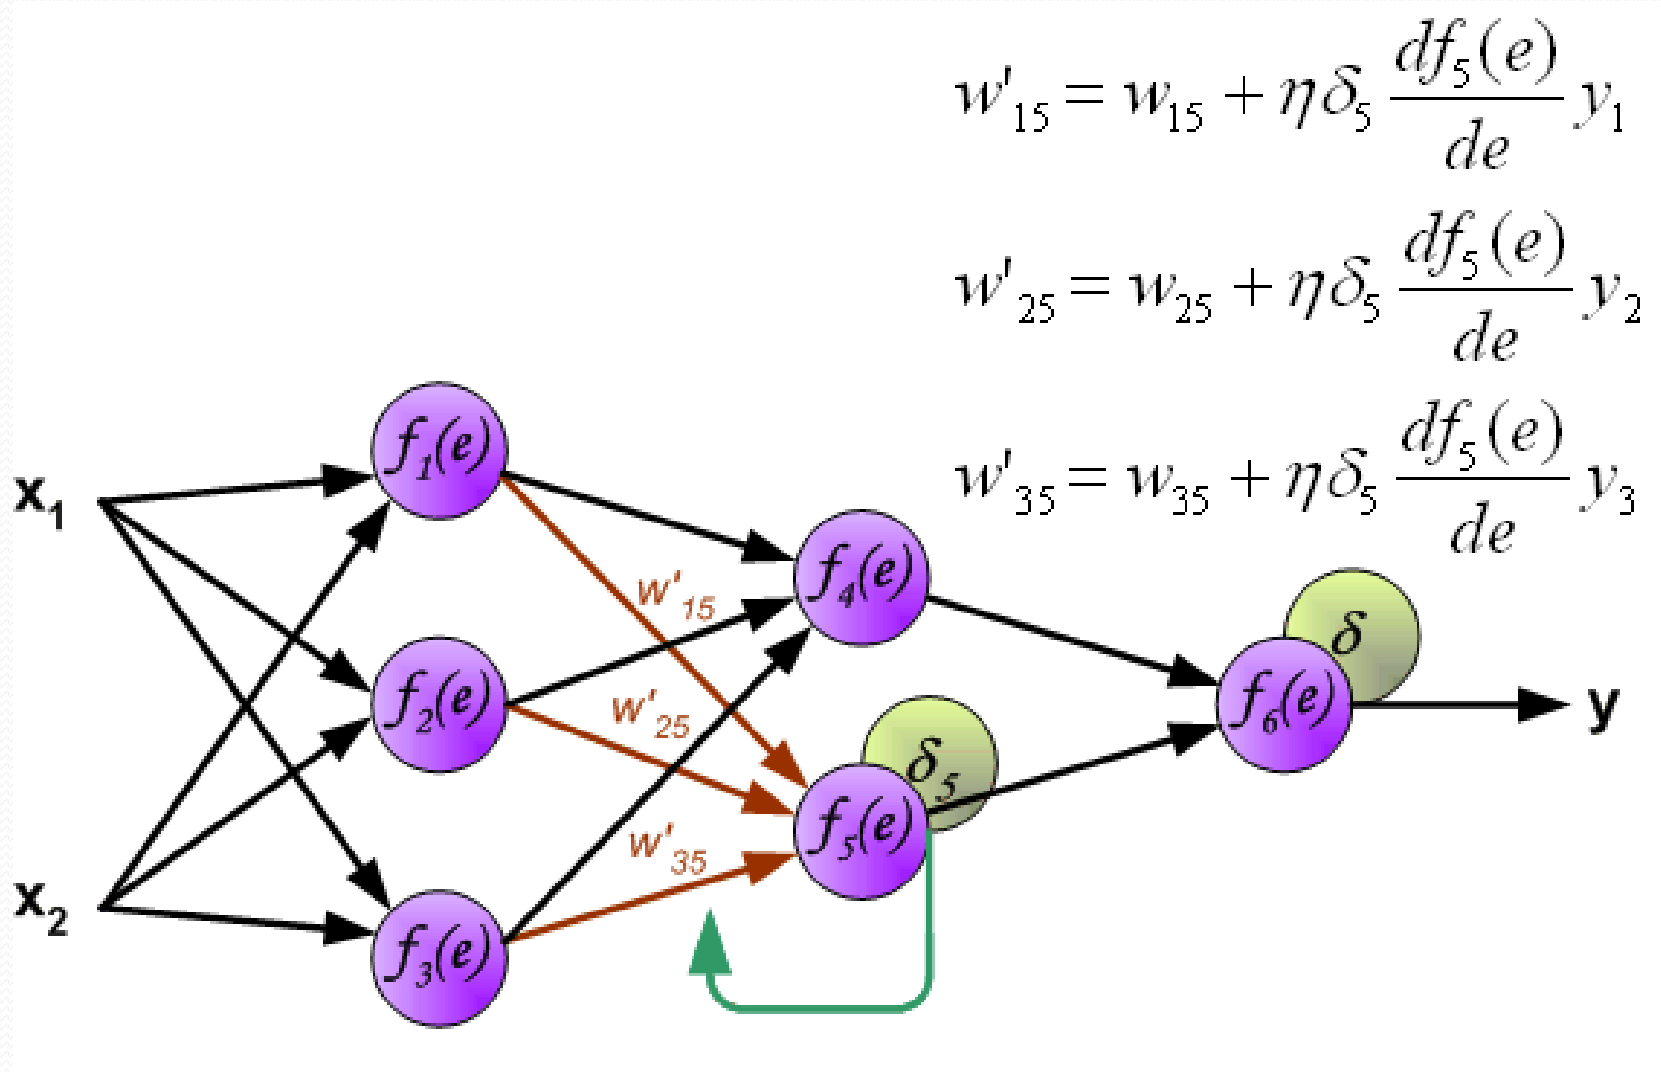 w'₁₅ = w₁₅ + ηδ₅ df₅(e)/de y₁
w'₂₅ = w₂₅ + ηδ₅ df₅(e)/de y₂
w'₃₅ = w₃₅ + ηδ₅ df₅(e)/de y₃
x₁
x₂
f₁(e)
f₂(e)
f₃(e)
w'₁₅
w'₂₅
w'₃₅
f₄(e)
f₅(e)
δ₅
f₆(e)
δ
y